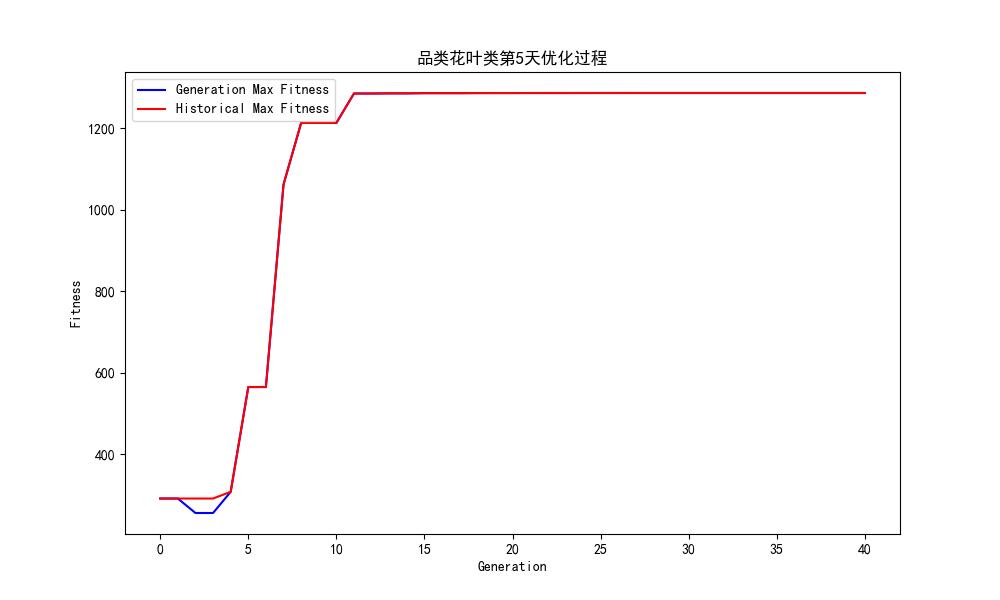 品类花叶类第5天优化过程
Generation Max Fitness
Historical Max Fitness
1200
1000
800
600
400
Fitness
0 5 10 15 20 25 30 35 40
Generation